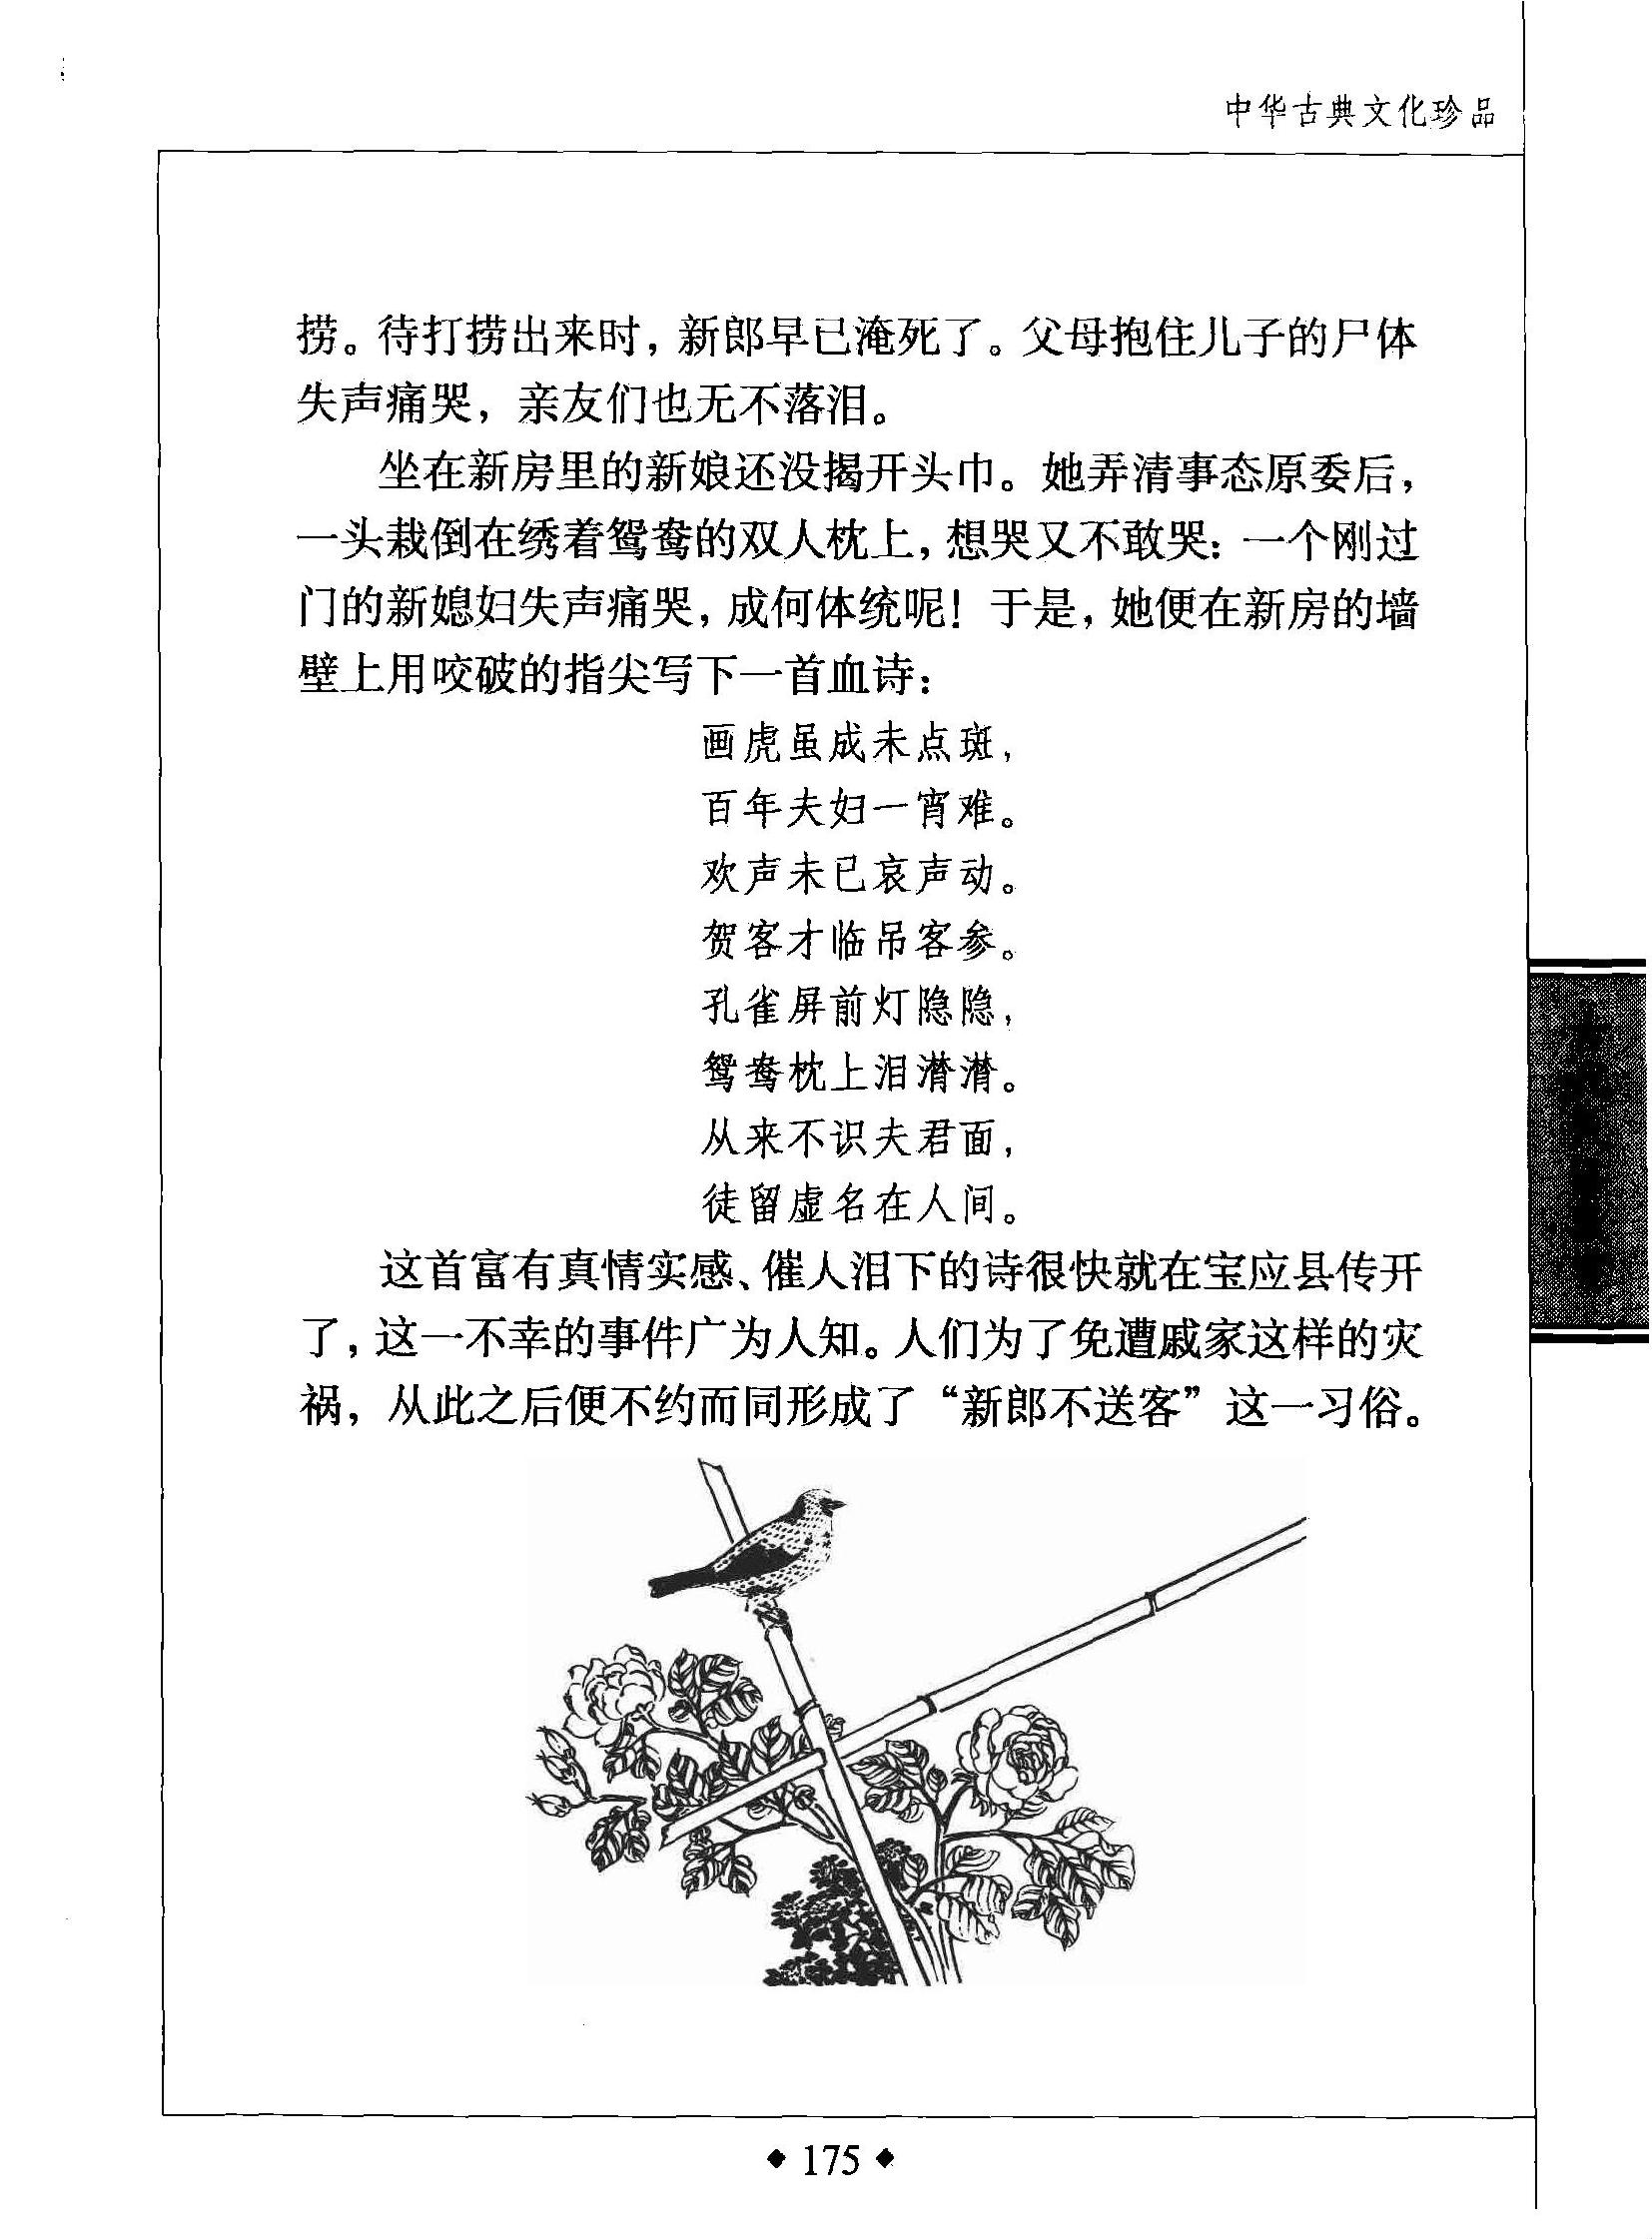 中华古典文化珍品
捞。待打捞出来时，新郎早已淹死了。父母抱住儿子的尸体
失声痛哭，亲友们也无不落泪。
坐在新房里的新娘还没揭开头巾。她弄清事态原委后，
一头栽倒在绣着鸳鸯的双人枕上，想哭又不敢哭：一个刚过
门的新媳妇失声痛哭，成何体统呢！于是，她便在新房的墙
壁上用咬破的指尖写下一首血诗：
画虎虽成未点斑，
百年夫妇一宵难。
欢声未已哀声动。
贺客才临吊客参。
孔雀屏前灯隐隐，
鸳鸯枕上泪潸潸。
从来不识夫君面，
徒留虚名在人间。
这首富有真情实感、催人泪下的诗很快就在宝应县传开
了，这一不幸的事件广为人知。人们为了免遭戚家这样的灾
祸，从此之后便不约而同形成了“新郎不送客”这一习俗。
◆ 175 ◆